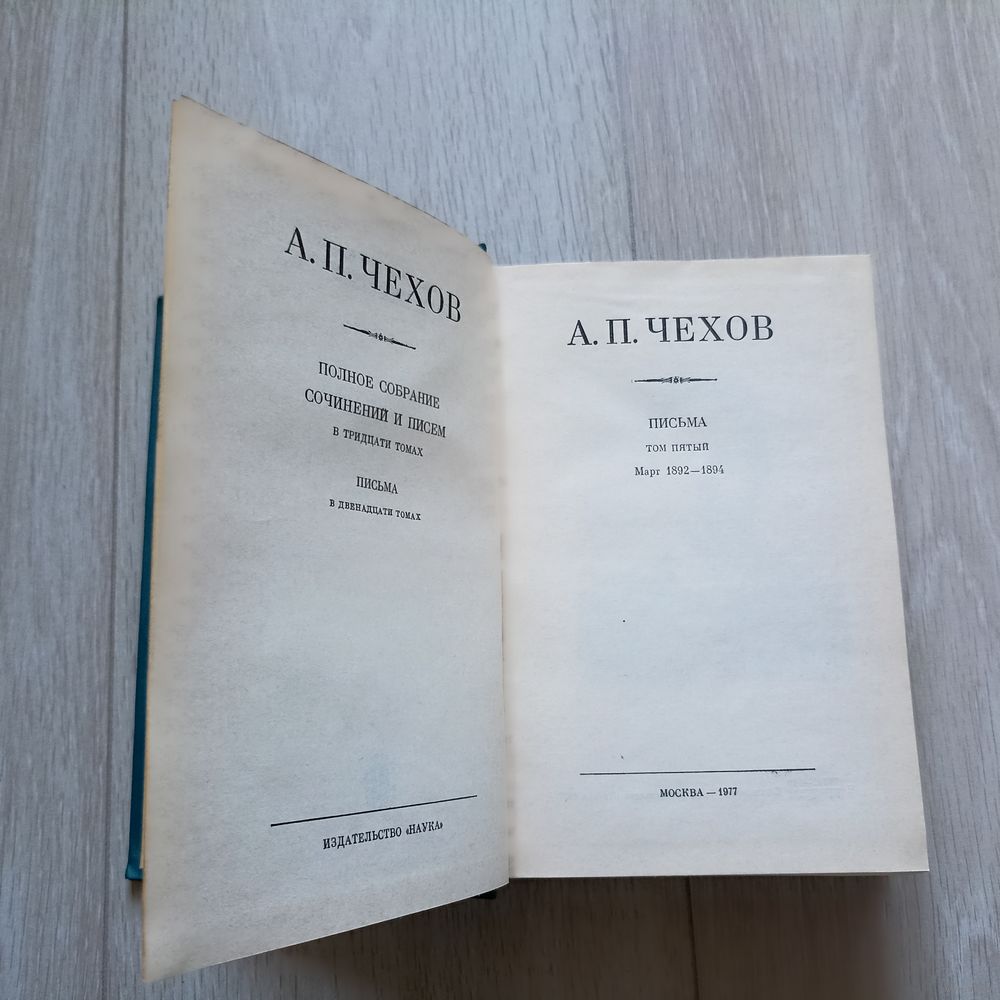 А. П. ЧЕХОВ
ПОЛНОЕ СОБРАНИЕ
СОЧИНЕНИЙ И ПИСЕМ
В ТРИДЦАТИ ТОМАХ
ПИСЬМА
В ДВЕНАДЦАТИ ТОМАХ
ИЗДАТЕЛЬСТВО «НАУКА»
А. П. ЧЕХОВ
ПИСЬМА
ТОМ ПЯТЫЙ
Март 1892—1894
МОСКВА — 1977